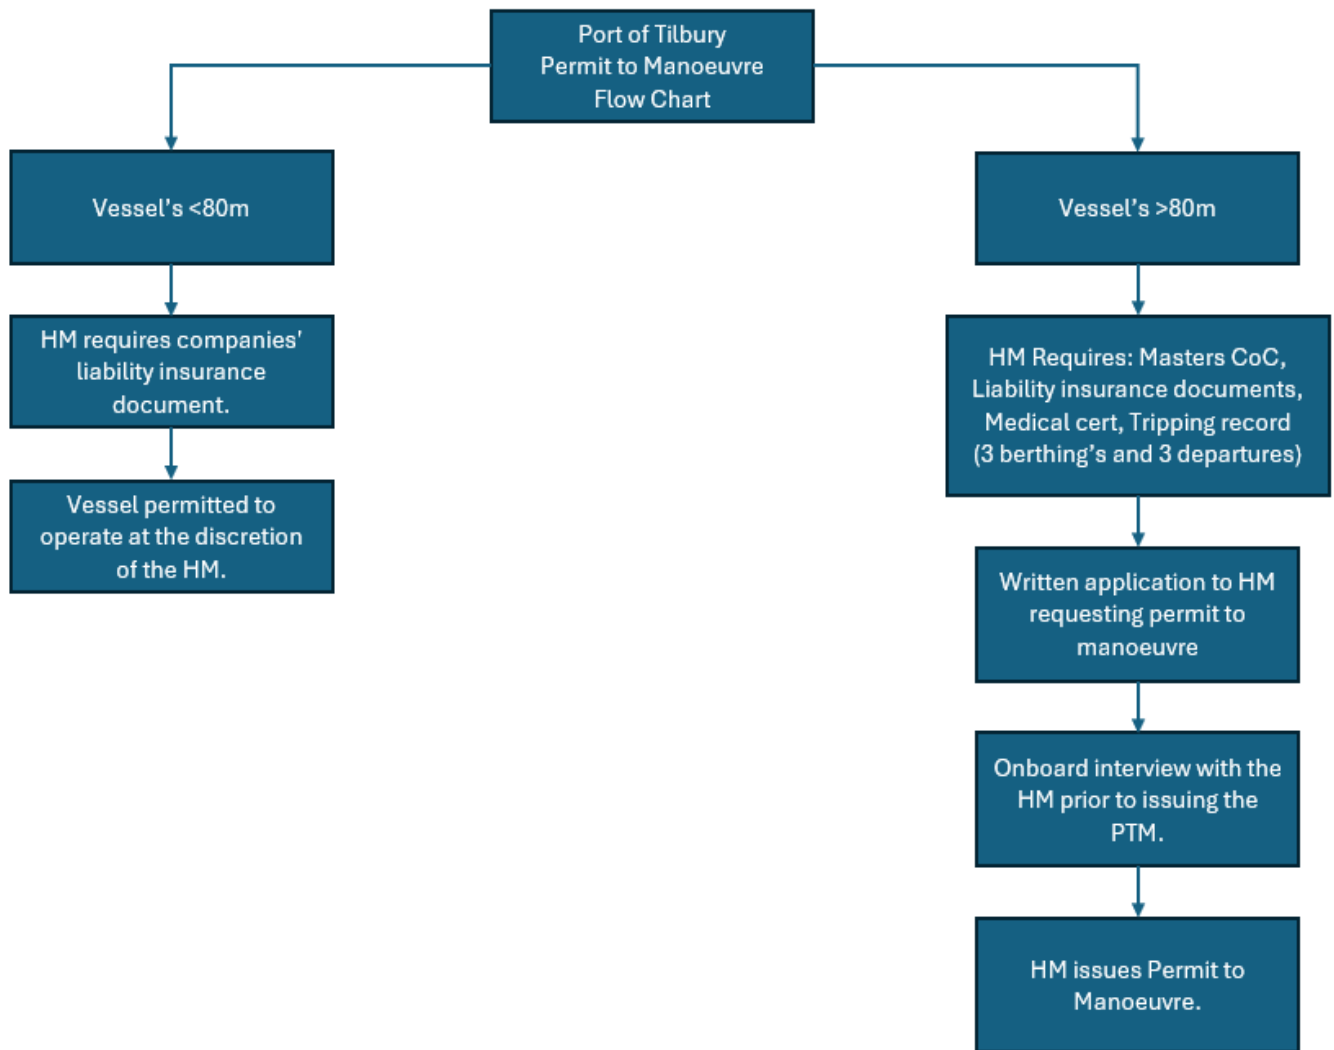 Port of Tilbury
Permit to Manoeuvre
Flow Chart
Vessel's <80m
HM requires companies'
liability insurance
document.
Vessel permitted to
operate at the discretion
of the HM.
Vessel's >80m
HM Requires: Masters CoC,
Liability insurance documents,
Medical cert, Tripping record
(3 berthing's and 3 departures)
Written application to HM
requesting permit to
manoeuvre
Onboard interview with the
HM prior to issuing the
PTM.
HM issues Permit to
Manoeuvre.